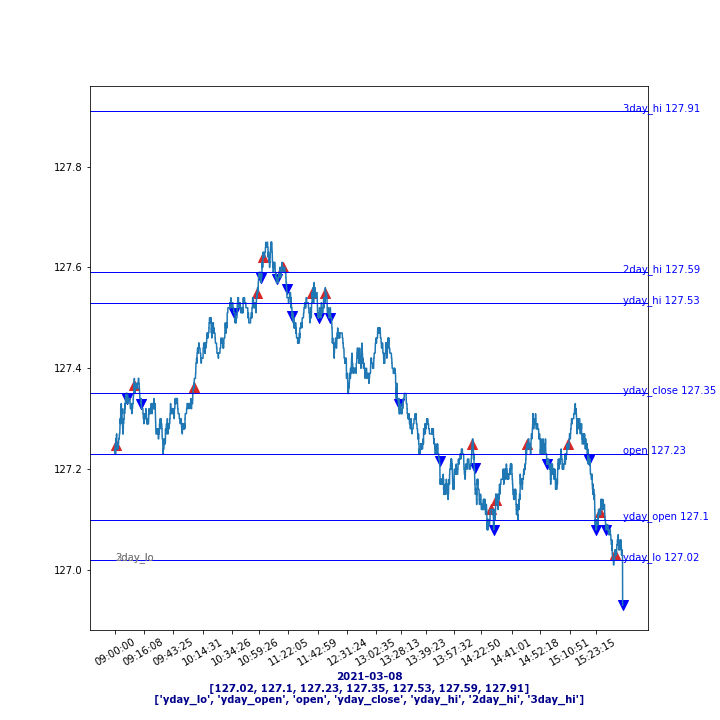 3day_hi 127.91
127.8
2day_hi 127.59
127.6
yday_hi 127.53
127.4
yday_close 127.35
open 127.23
127.2
yday_open 127.1
3day_lo
yday_lo 127.02
127.0
09:00:00 09:16:08 09:43:25 10:14:31 10:34:26 10:59:26 11:22:05 11:42:59 12:31:24 13:02:35 13:28:13 13:39:23 13:57:32 14:22:50 14:41:01 14:52:18 15:10:51 15:23:15
2021-03-08
[127.02, 127.1, 127.23, 127.35, 127.53, 127.59, 127.91]
['yday_lo', 'yday_open', 'open', 'yday_close', 'yday_hi', '2day_hi', '3day_hi']